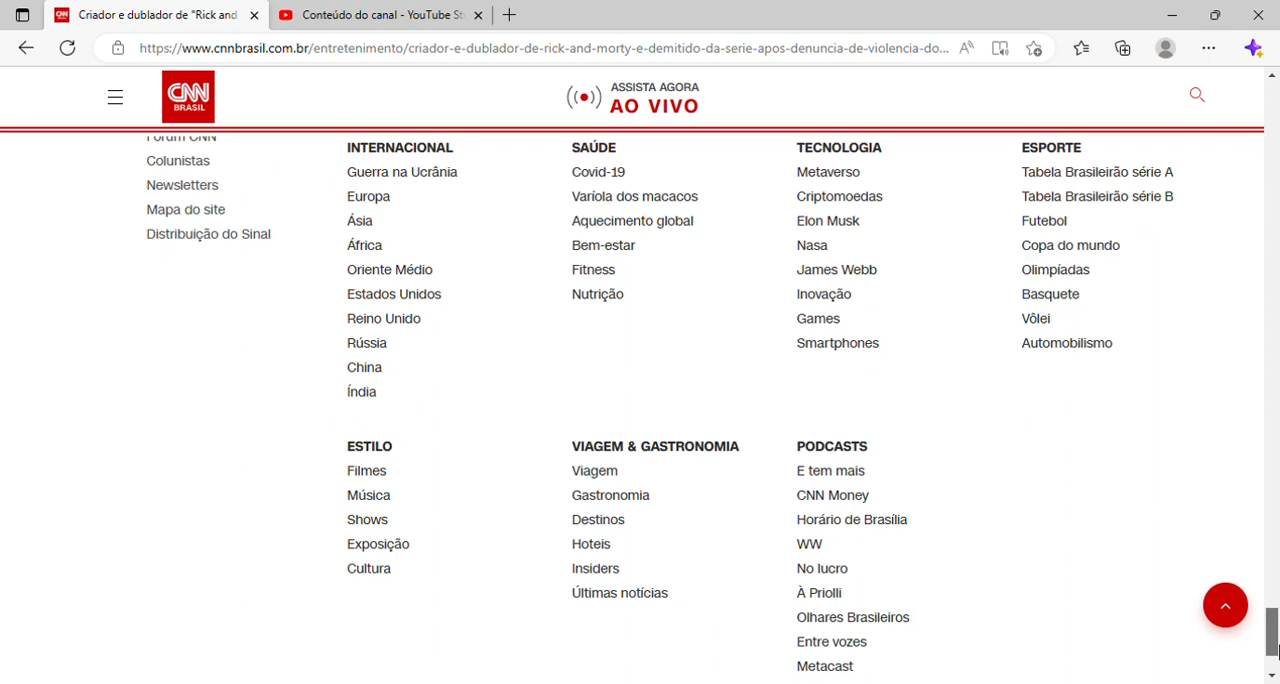 Criador e dublador de "Rick and
Conteúdo do canal - YouTube St
https://www.cnnbrasil.com.br/entretenimento/criador-e-dublador-de-rick-and-morty-e-demitido-da-serie-apos-denuncia-de-violencia-do...
CNN
BRASIL
ASSISTA AGORA
AO VIVO
Fórum CNN
Colunistas
Newsletters
Mapa do site
Distribuição do Sinal
INTERNACIONAL
Guerra na Ucrânia
Europa
Ásia
África
Oriente Médio
Estados Unidos
Reino Unido
Rússia
China
Índia
SAÚDE
Covid-19
Varíola dos macacos
Aquecimento global
Bem-estar
Fitness
Nutrição
TECNOLOGIA
Metaverso
Criptomoedas
Elon Musk
Nasa
James Webb
Inovação
Games
Smartphones
ESPORTE
Tabela Brasileirão série A
Tabela Brasileirão série B
Futebol
Copa do mundo
Olimpíadas
Basquete
Vôlei
Automobilismo
ESTILO
Filmes
Música
Shows
Exposição
Cultura
VIAGEM & GASTRONOMIA
Viagem
Gastronomia
Destinos
Hoteis
Insiders
Últimas notícias
PODCASTS
E tem mais
CNN Money
Horário de Brasília
WW
No lucro
À Priolli
Olhares Brasileiros
Entre vozes
Metacast